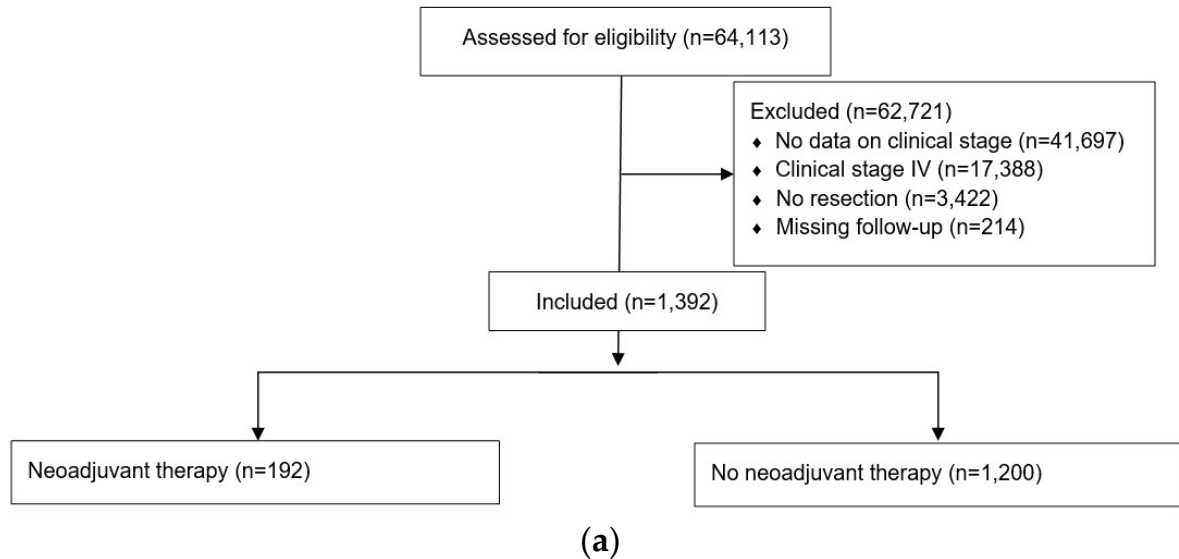 Assessed for eligibility (n=64,113)
Excluded (n=62,721)
♦ No data on clinical stage (n=41,697)
♦ Clinical stage IV (n=17,388)
♦ No resection (n=3,422)
♦ Missing follow-up (n=214)
Included (n=1,392)
Neoadjuvant therapy (n=192)
No neoadjuvant therapy (n=1,200)
(a)